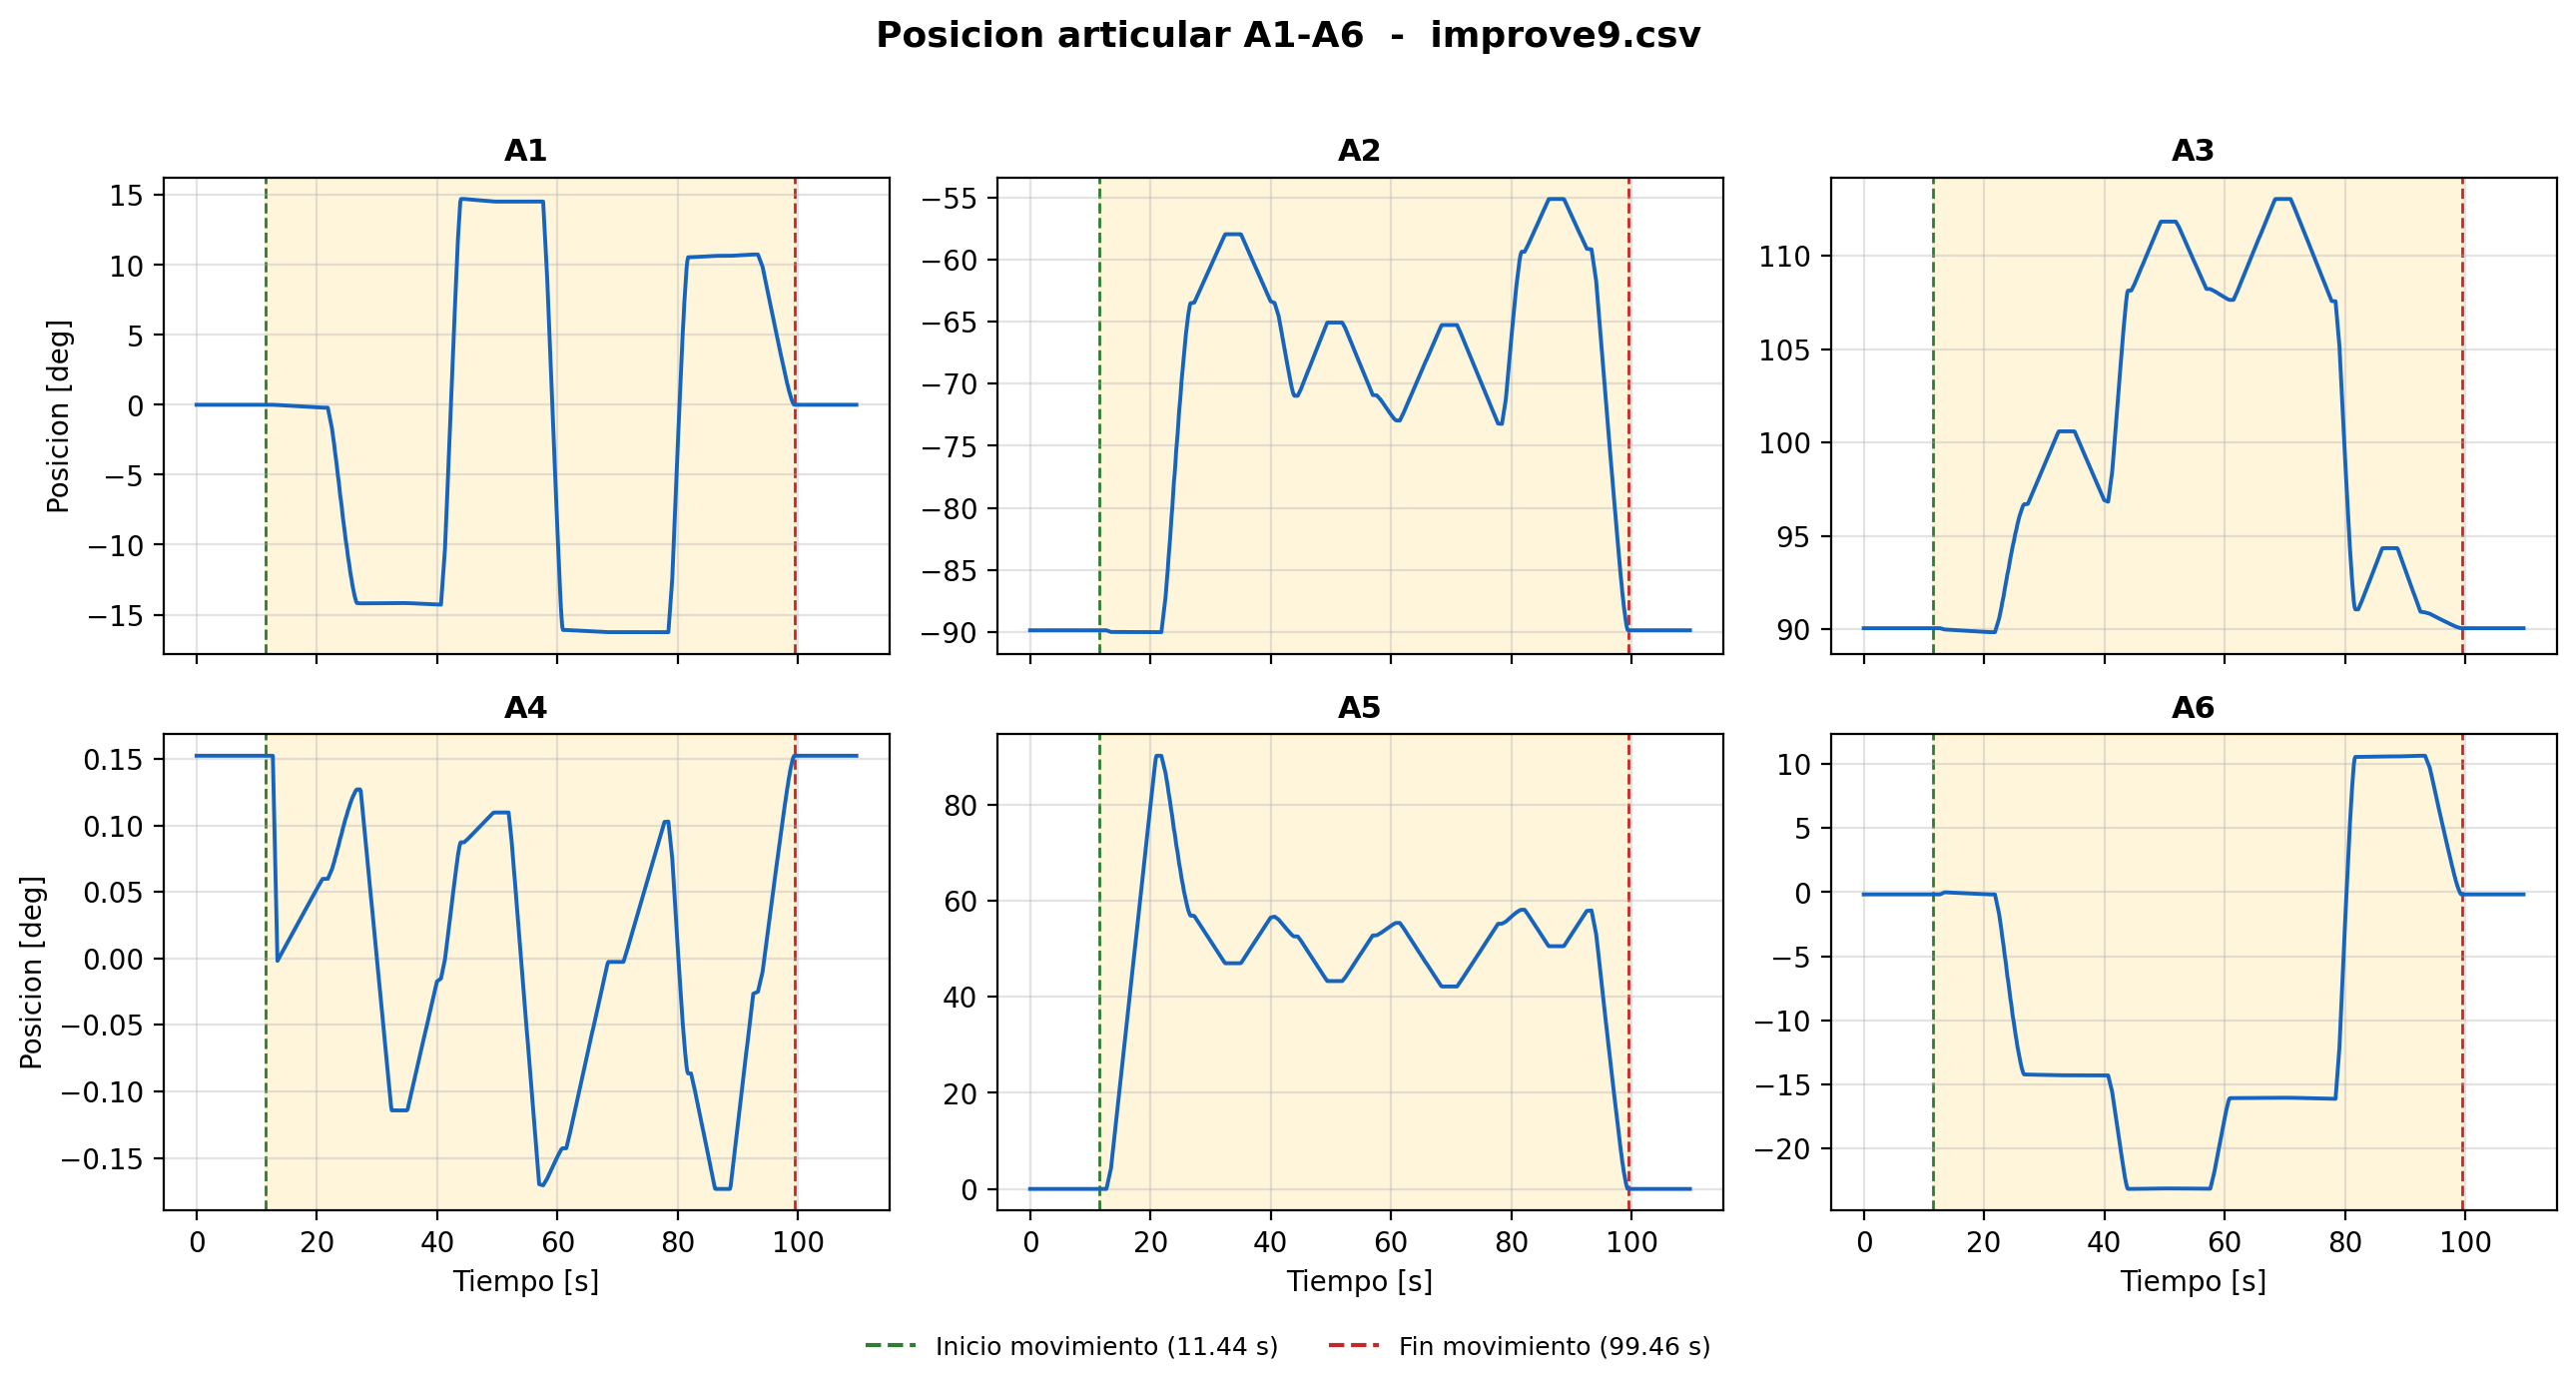 Posicion articular A1-A6  -  improve9.csv
A1
A2
A3
Posicion [deg]
15
10
5
0
−5
−10
−15
−55
−60
−65
−70
−75
−80
−85
−90
110
105
100
95
90
A4
A5
A6
Posicion [deg]
0.15
0.10
0.05
0.00
−0.05
−0.10
−0.15
80
60
40
20
0
10
5
0
−5
−10
−15
−20
0 20 40 60 80 100
0 20 40 60 80 100
0 20 40 60 80 100
Tiempo [s]
Tiempo [s]
Tiempo [s]
Inicio movimiento (11.44 s)
Fin movimiento (99.46 s)